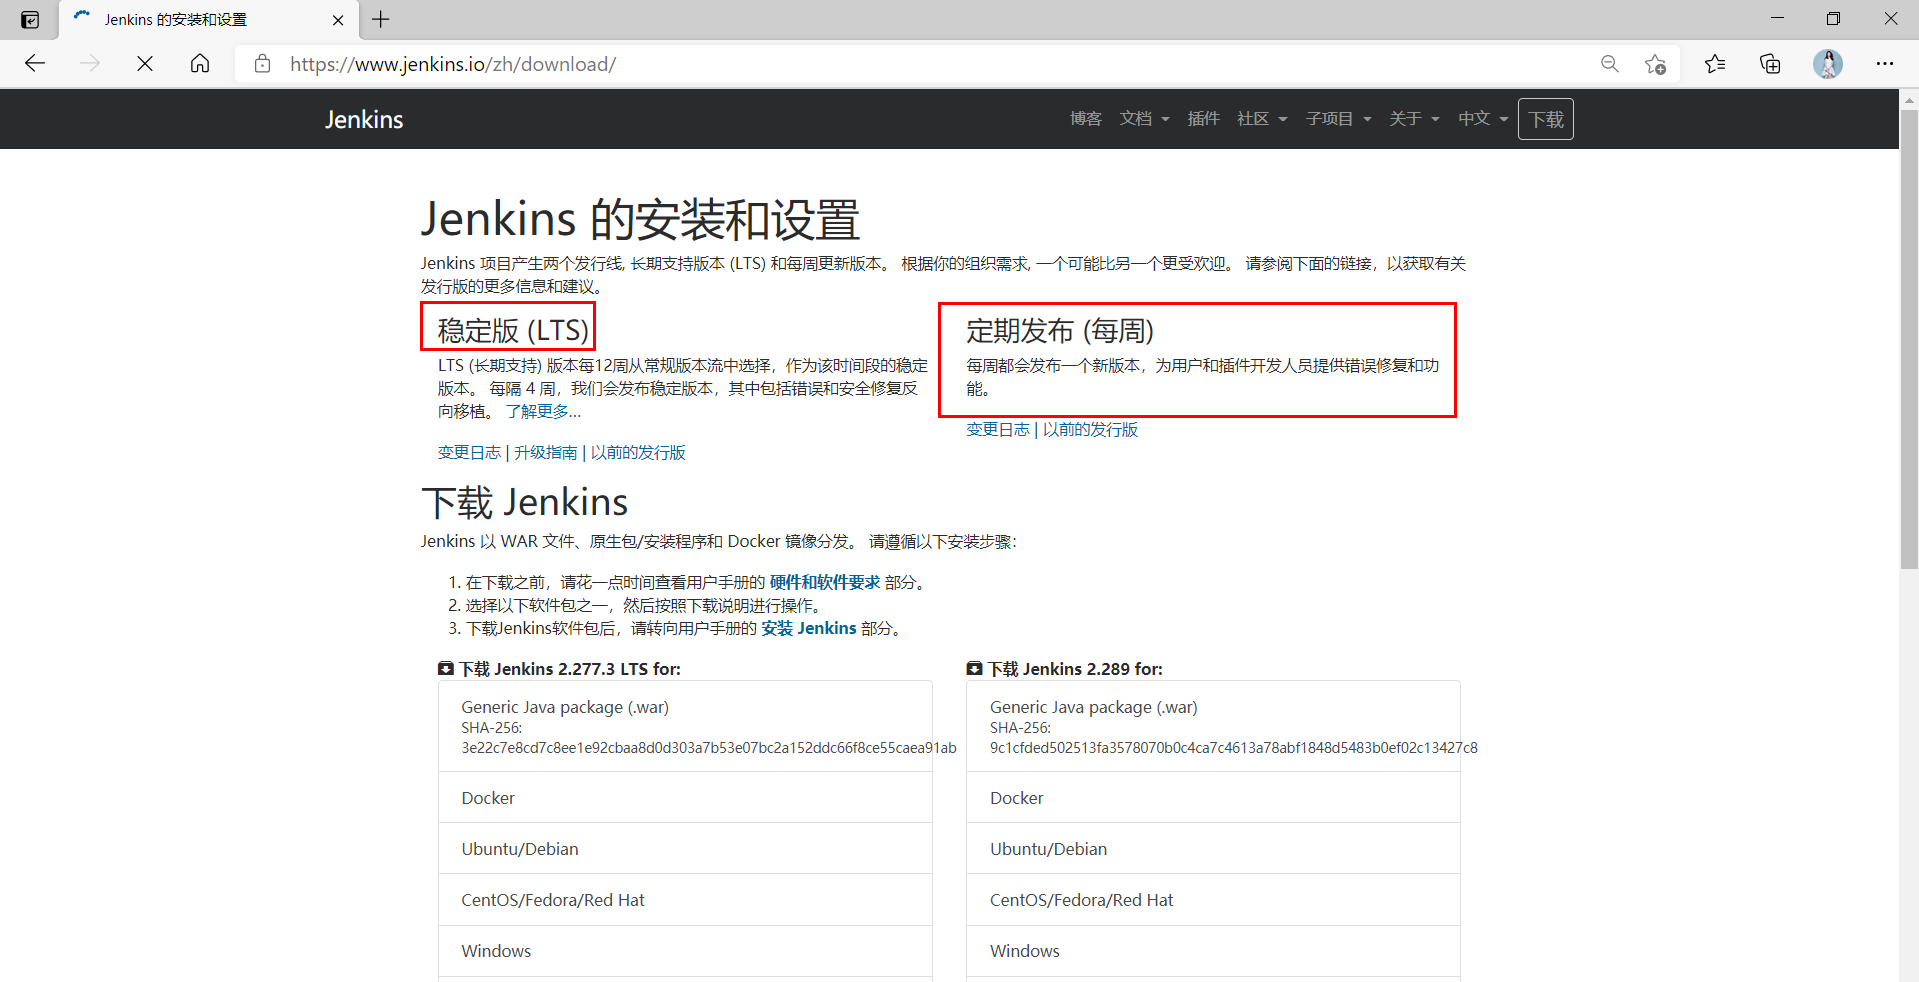 Jenkins 的安装和设置
https://www.jenkins.io/zh/download/
Jenkins
博客 文档 插件 社区 子项目 关于 中文 下载
Jenkins 的安装和设置
Jenkins 项目产生两个发行线, 长期支持版本 (LTS) 和每周更新版本。 根据你的组织需求, 一个可能比另一个更受欢迎。 请参阅下面的链接，以获取有关
发行版的更多信息和建议。
稳定版 (LTS)
LTS (长期支持) 版本每12周从常规版本流中选择，作为该时间段的稳定
版本。 每隔 4 周，我们会发布稳定版本，其中包括错误和安全修复反
向移植。 了解更多...
变更日志 | 升级指南 | 以前的发行版
定期发布 (每周)
每周都会发布一个新版本，为用户和插件开发人员提供错误修复和功
能。
变更日志 | 以前的发行版
下载 Jenkins
Jenkins 以 WAR 文件、原生包/安装程序和 Docker 镜像分发。 请遵循以下安装步骤：
1. 在下载之前，请花一点时间查看用户手册的 硬件和软件要求 部分。
2. 选择以下软件包之一，然后按照下载说明进行操作。
3. 下载Jenkins软件包后，请转向用户手册的 安装 Jenkins 部分。
下载 Jenkins 2.277.3 LTS for:
Generic Java package (.war)
SHA-256:
3e22c7e8cd7c8ee1e92cbaa8d0d303a7b53e07bc2a152ddc66f8ce55caea91ab
Docker
Ubuntu/Debian
CentOS/Fedora/Red Hat
Windows
下载 Jenkins 2.289 for:
Generic Java package (.war)
SHA-256:
9c1cfded502513fa3578070b0c4ca7c4613a78abf1848d5483b0ef02c13427c8
Docker
Ubuntu/Debian
CentOS/Fedora/Red Hat
Windows